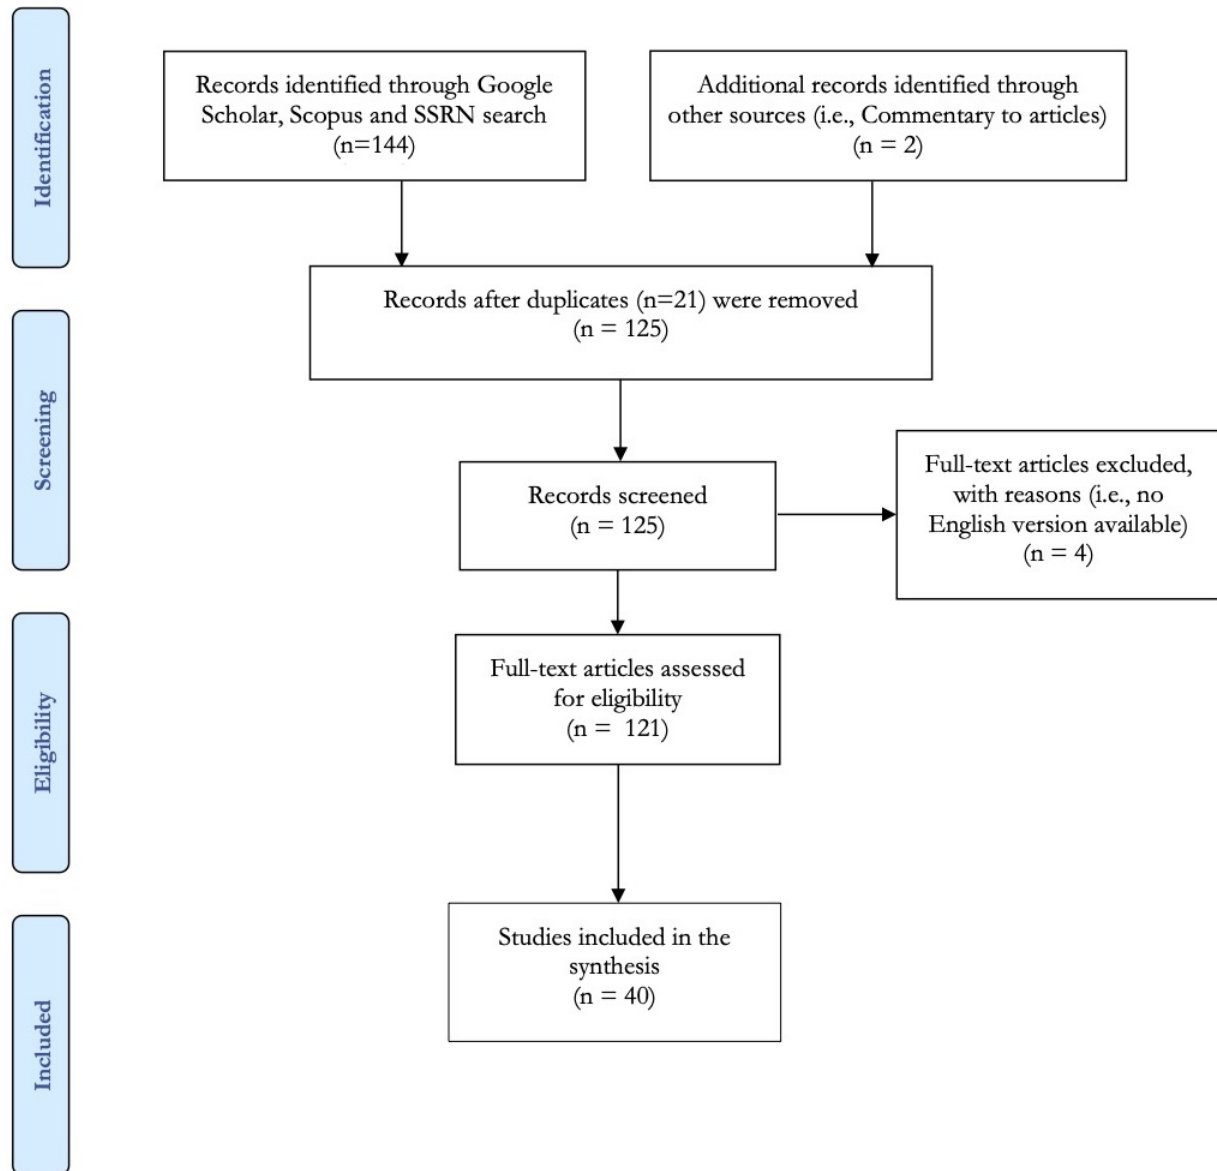 Identification
Records identified through Google
Scholar, Scopus and SSRN search
(n=144)
Additional records identified through
other sources (i.e., Commentary to articles)
(n = 2)
Records after duplicates (n=21) were removed
(n = 125)
Screening
Records screened
(n = 125)
Full-text articles excluded,
with reasons (i.e., no
English version available)
(n = 4)
Eligibility
Full-text articles assessed
for eligibility
(n = 121)
Included
Studies included in the
synthesis
(n = 40)